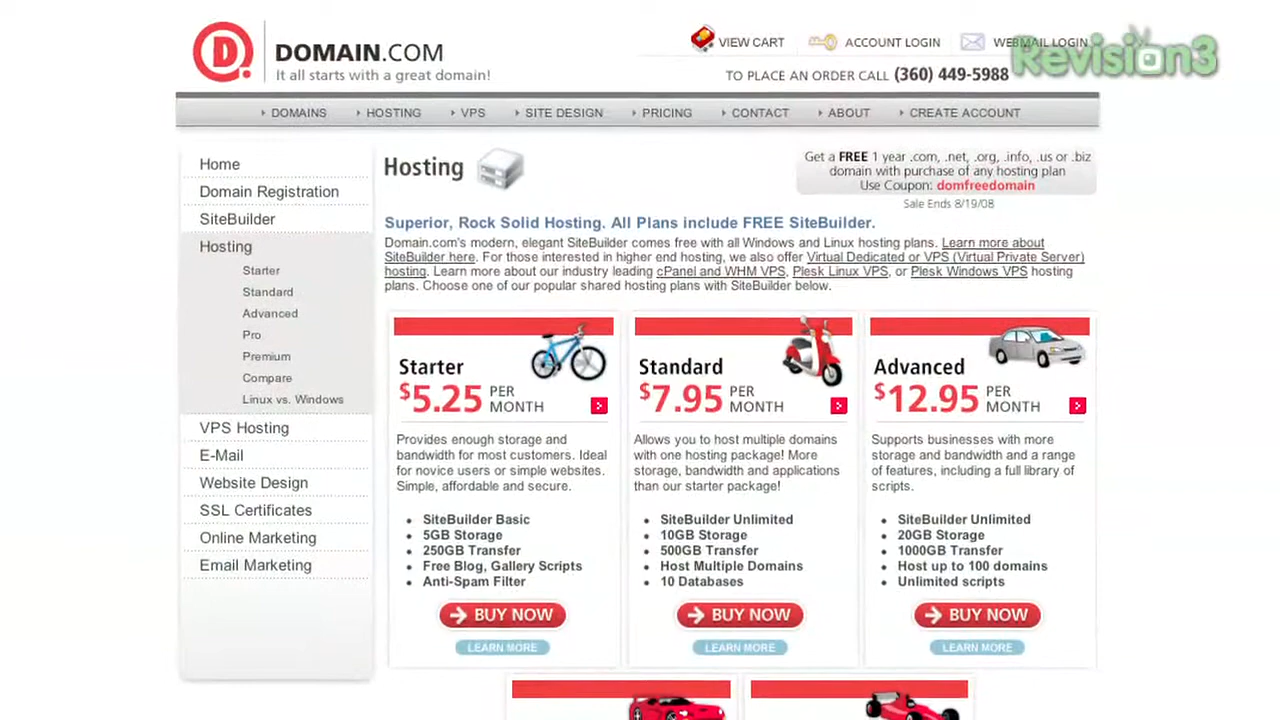 DOMAIN.COM
It all starts with a great domain!
VIEW CART
ACCOUNT LOGIN
WEBMAIL LOGIN
Revision3
TO PLACE AN ORDER CALL (360) 449-5988
DOMAINS
HOSTING
VPS
SITE DESIGN
PRICING
CONTACT
ABOUT
CREATE ACCOUNT
Home
Domain Registration
SiteBuilder
Hosting
Starter
Standard
Advanced
Pro
Premium
Compare
Linux vs. Windows
VPS Hosting
E-Mail
Website Design
SSL Certificates
Online Marketing
Email Marketing
Hosting
Get a FREE 1 year .com, .net, .org, .info, .us or .biz
domain with purchase of any hosting plan
Use Coupon: domfreedomain
Sale Ends 8/19/08
Superior, Rock Solid Hosting. All Plans include FREE SiteBuilder.
Domain.com's modern, elegant SiteBuilder comes free with all Windows and Linux hosting plans. Learn more about
SiteBuilder here. For those interested in higher end hosting, we also offer Virtual Dedicated or VPS (Virtual Private Server)
hosting. Learn more about our industry leading cPanel and WHM VPS, Plesk Linux VPS, or Plesk Windows VPS hosting
plans. Choose one of our popular shared hosting plans with SiteBuilder below.
Starter
$5.25 PER MONTH
Provides enough storage and
bandwidth for most customers. Ideal
for novice users or simple websites.
Simple, affordable and secure.
• SiteBuilder Basic
• 5GB Storage
• 250GB Transfer
• Free Blog, Gallery Scripts
• Anti-Spam Filter
BUY NOW
LEARN MORE
Standard
$7.95 PER MONTH
Allows you to host multiple domains
with one hosting package! More
storage, bandwidth and applications
than our starter package!
• SiteBuilder Unlimited
• 10GB Storage
• 500GB Transfer
• Host Multiple Domains
• 10 Databases
BUY NOW
LEARN MORE
Advanced
$12.95 PER MONTH
Supports businesses with more
storage and bandwidth and a range
of features, including a full library of
scripts.
• SiteBuilder Unlimited
• 20GB Storage
• 1000GB Transfer
• Host up to 100 domains
• Unlimited scripts
BUY NOW
LEARN MORE